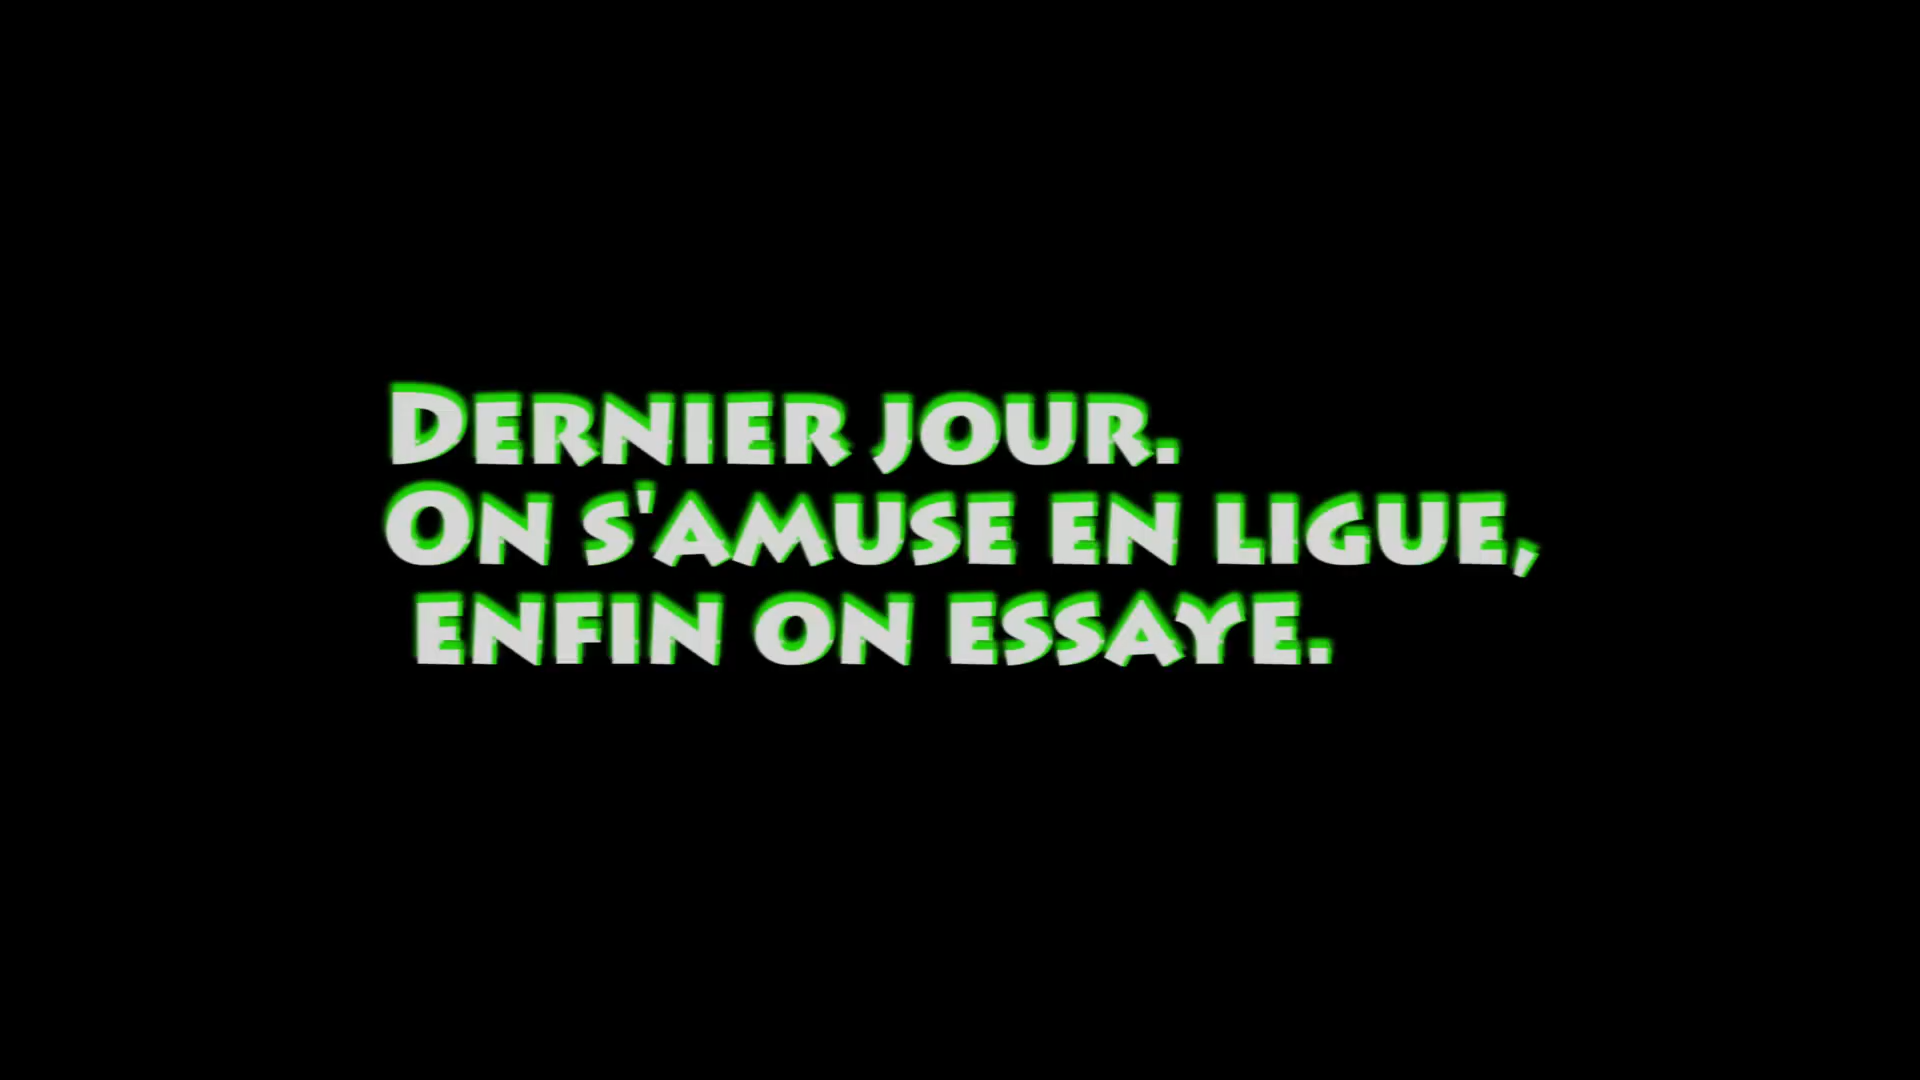 Dernier jour.
On s'amuse en ligue,
enfin on essaye.